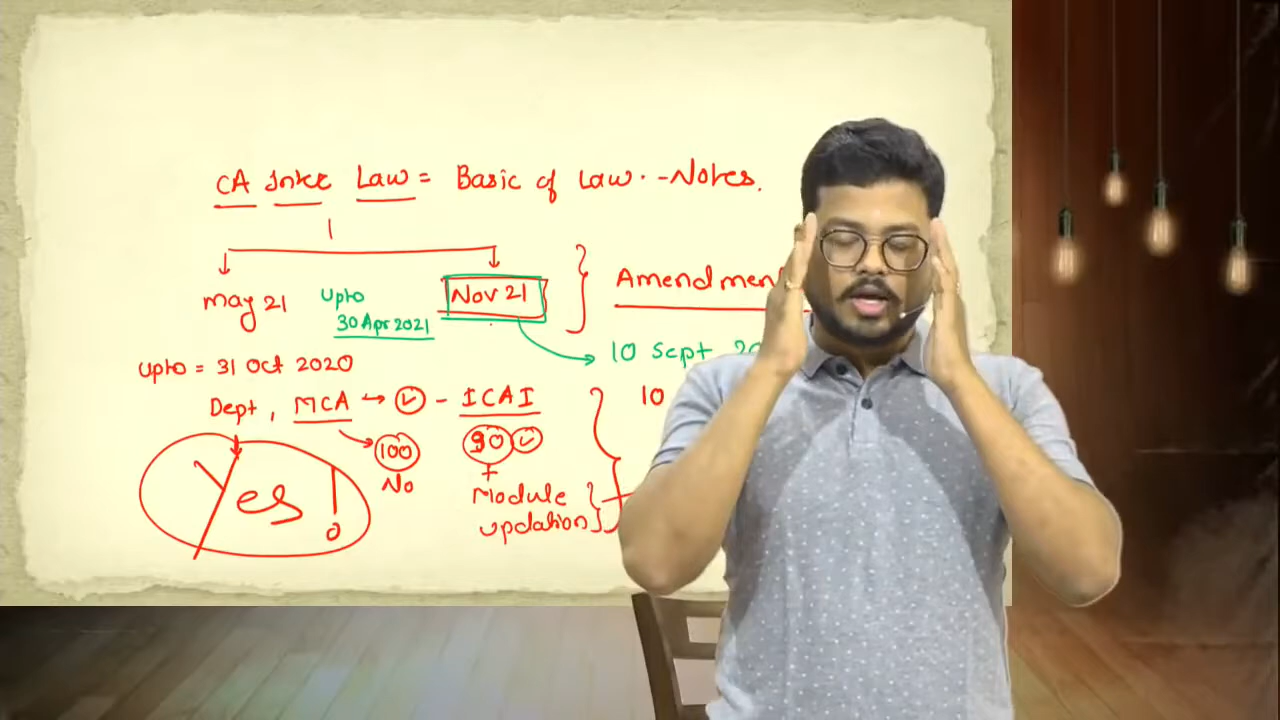 CA Inter Law = Basic of Law - Notes.
May 21
Upto
30 Apr 2021
Nov 21
Amendmen
10 Sept 20
Upto = 31 Oct 2020
Dept, MCA → ✓ - ICAI
10
100
90 ✓
No
+
Module
updation
Yes!